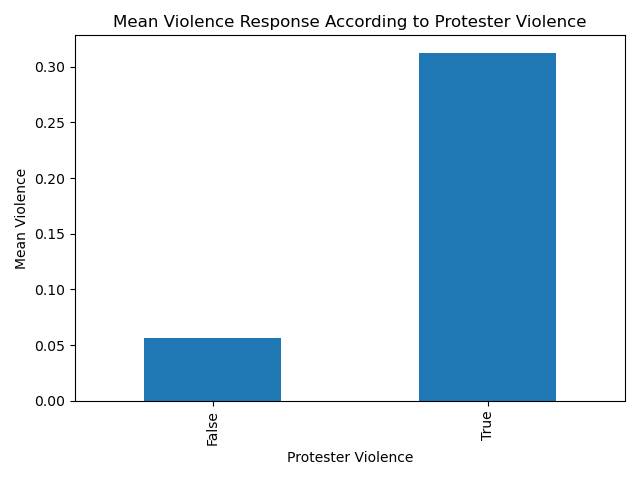 Mean Violence Response According to Protester Violence
0.30
0.25
0.20
0.15
0.10
0.05
0.00
Mean Violence
False
True
Protester Violence